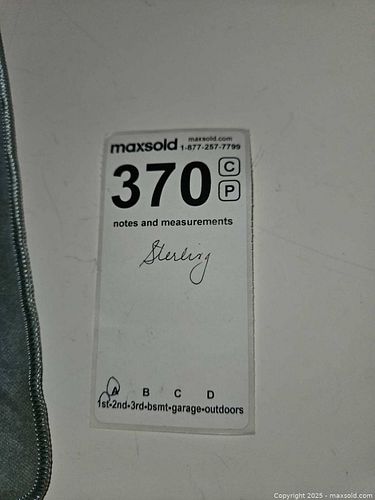 maxsold maxsold.com
1-877-257-7799
370 C
P
notes and measurements
Sterling
A B C D
1st-2nd-3rd-bsmt-garage-outdoors
Copyright 2025 - maxsold.com